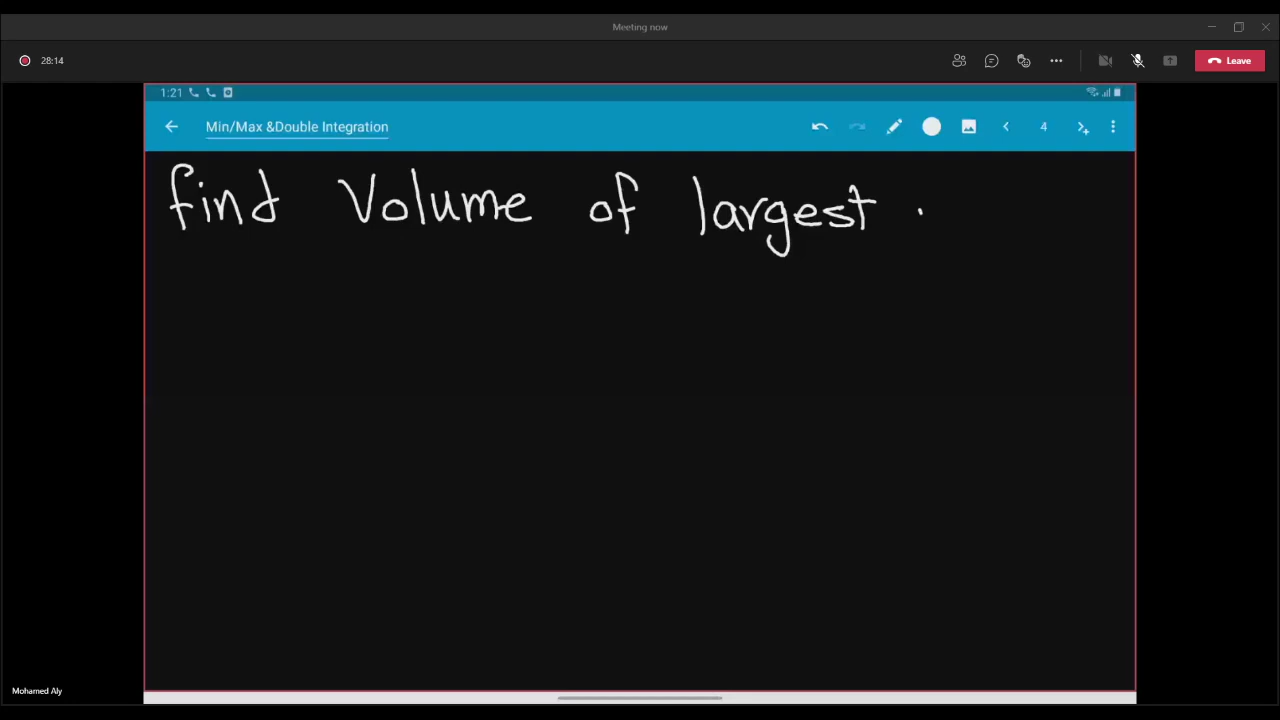 Meeting now
28:14
Leave
1:21
Min/Max &Double Integration
4
find Volume of largest
Mohamed Aly